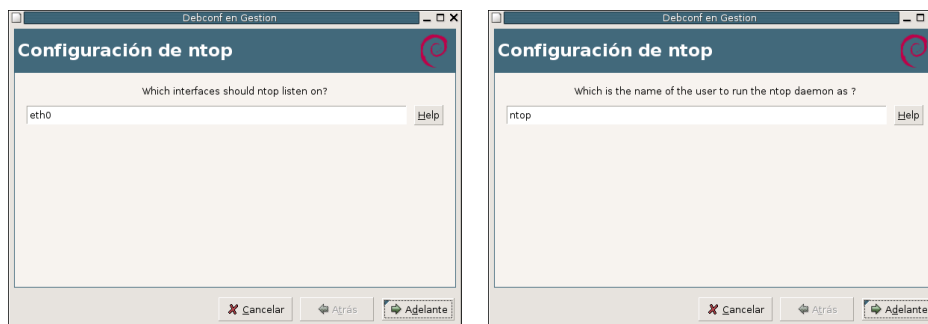 Debconf en Gestion
Configuración de ntop
Which interfaces should ntop listen on?
eth0
Help
Cancelar
Atrás
Adelante
Debconf en Gestion
Configuración de ntop
Which is the name of the user to run the ntop daemon as ?
ntop
Help
Cancelar
Atrás
Adelante